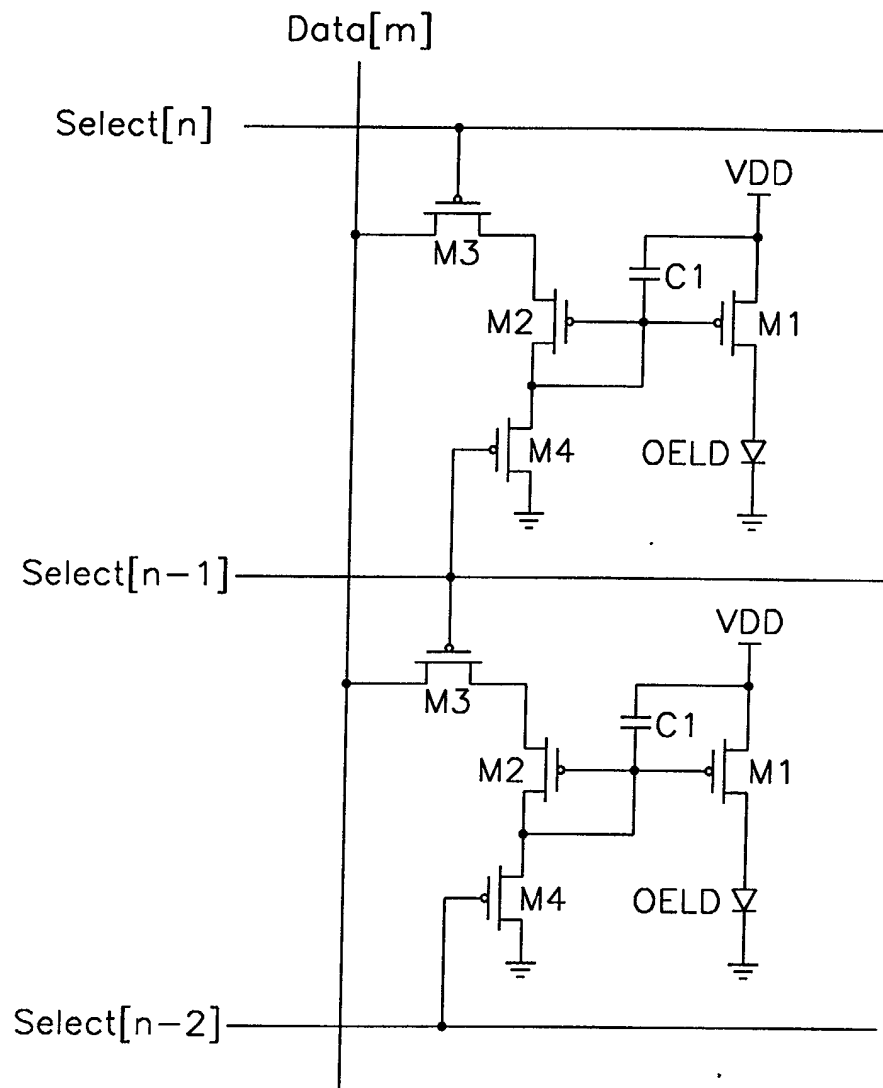 Data[m]
Select[n]
VDD
M3
C1
M2
M1
M4
OELD
Select[n-1]
VDD
M3
C1
M2
M1
M4
OELD
Select[n-2]